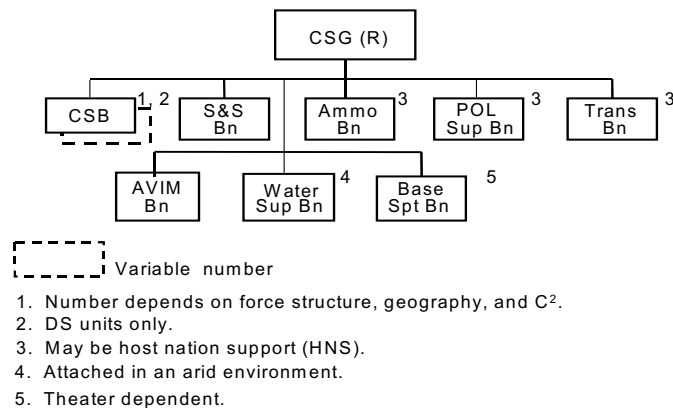 CSG (R)
CSB
1, 2
S&S
Bn
Ammo
Bn
3
POL
Sup Bn
3
Trans
Bn
3
AVIM
Bn
Water
Sup Bn
4
Base
Spt Bn
5
Variable number
1. Number depends on force structure, geography, and C².
2. DS units only.
3. May be host nation support (HNS).
4. Attached in an arid environment.
5. Theater dependent.